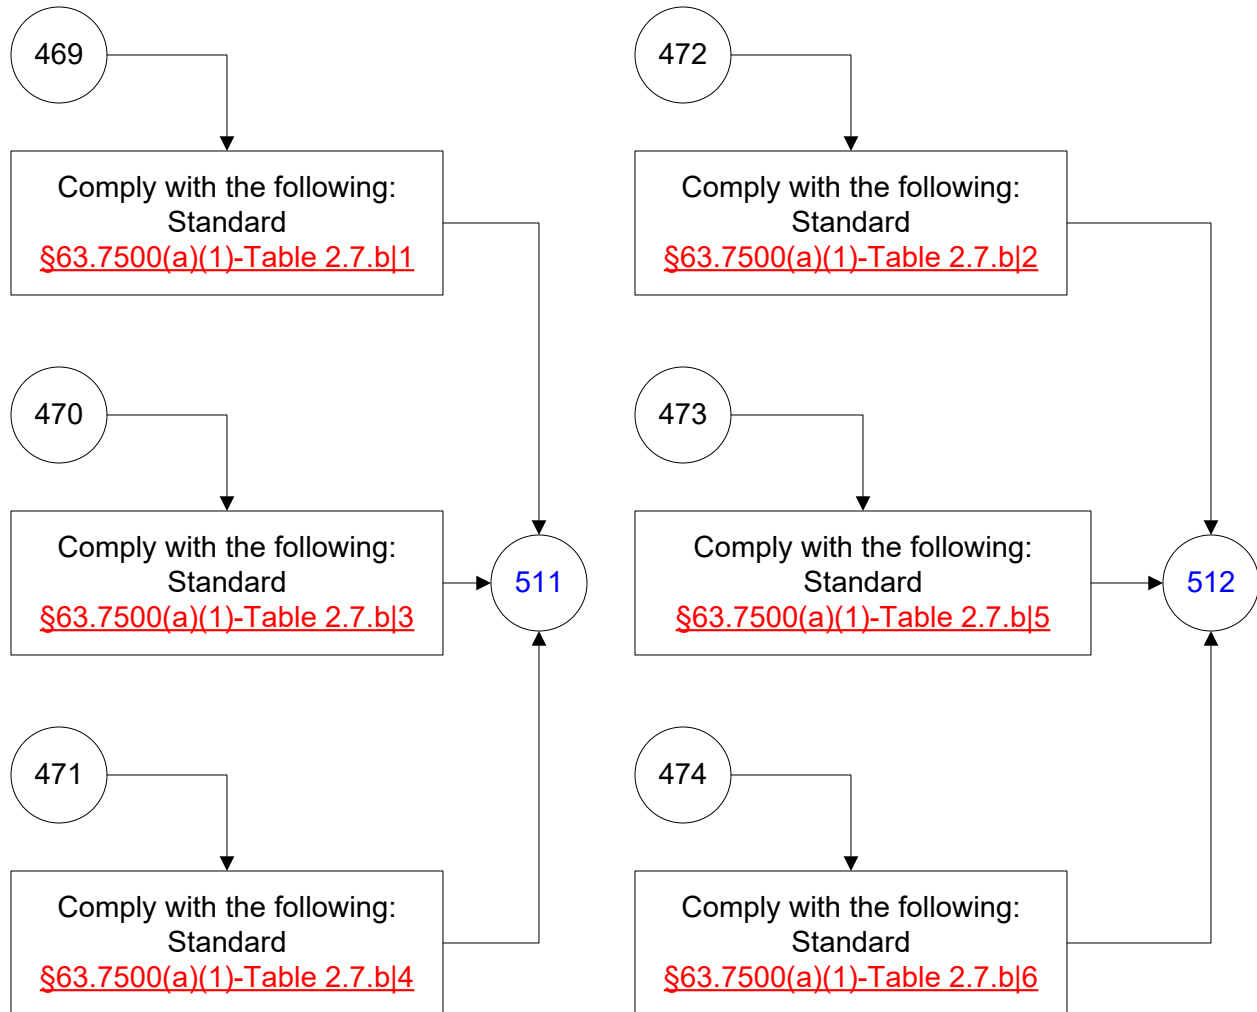 469
Comply with the following:
Standard
§63.7500(a)(1)-Table 2.7.b|1
470
Comply with the following:
Standard
§63.7500(a)(1)-Table 2.7.b|3
511
471
Comply with the following:
Standard
§63.7500(a)(1)-Table 2.7.b|4
472
Comply with the following:
Standard
§63.7500(a)(1)-Table 2.7.b|2
473
Comply with the following:
Standard
§63.7500(a)(1)-Table 2.7.b|5
512
474
Comply with the following:
Standard
§63.7500(a)(1)-Table 2.7.b|6